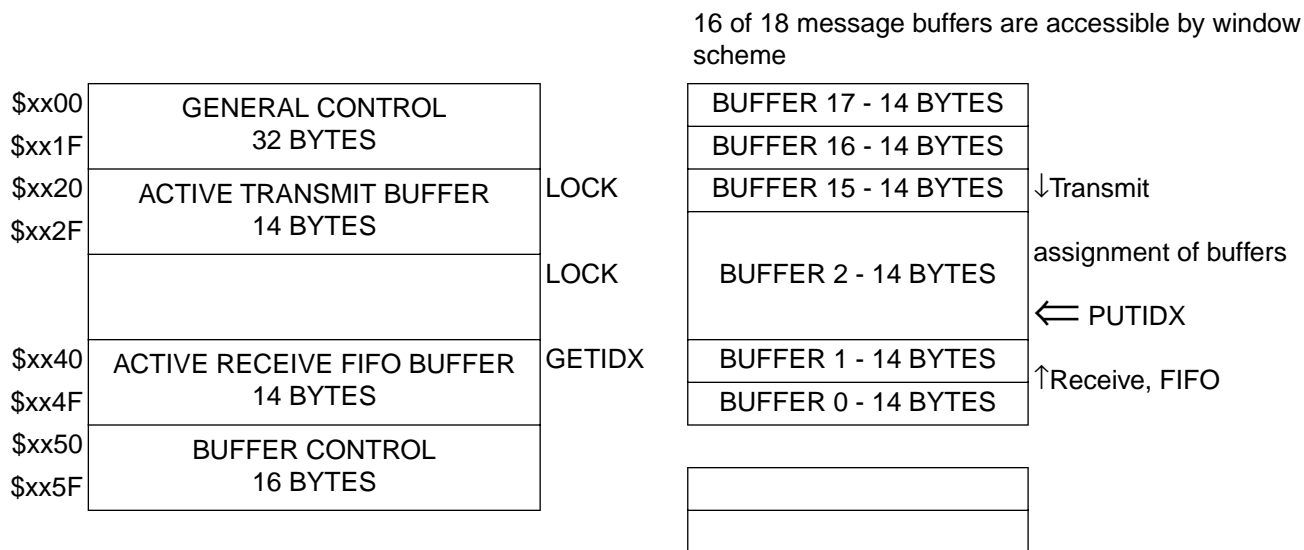 16 of 18 message buffers are accessible by window
scheme
$xx00
GENERAL CONTROL
32 BYTES
$xx1F
$xx20
ACTIVE TRANSMIT BUFFER
14 BYTES
LOCK
$xx2F
LOCK
$xx40
ACTIVE RECEIVE FIFO BUFFER
14 BYTES
GETIDX
$xx4F
$xx50
BUFFER CONTROL
16 BYTES
$xx5F
BUFFER 17 - 14 BYTES
BUFFER 16 - 14 BYTES
BUFFER 15 - 14 BYTES
↓Transmit
BUFFER 2 - 14 BYTES
assignment of buffers
⇐ PUTIDX
BUFFER 1 - 14 BYTES
↑Receive, FIFO
BUFFER 0 - 14 BYTES